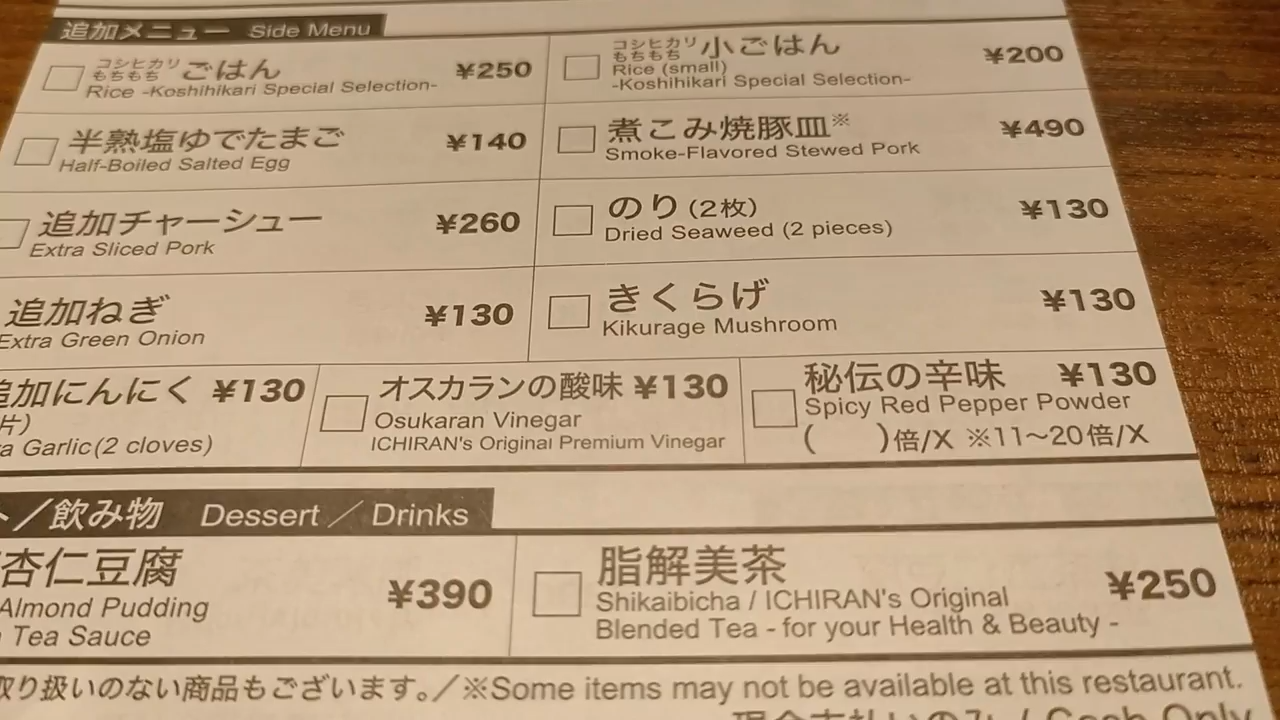 追加メニュー Side Menu
コシヒカリ もちもち ごはん ¥250
Rice -Koshihikari Special Selection-
コシヒカリ もちもち 小ごはん ¥200
Rice (small)
-Koshihikari Special Selection-
半熟塩ゆでたまご ¥140
Half-Boiled Salted Egg
煮こみ焼豚皿※ ¥490
Smoke-Flavored Stewed Pork
追加チャーシュー ¥260
Extra Sliced Pork
のり(2枚) ¥130
Dried Seaweed (2 pieces)
追加ねぎ ¥130
Extra Green Onion
きくらげ ¥130
Kikurage Mushroom
追加にんにく ¥130
片)
Garlic(2 cloves)
オスカランの酸味 ¥130
Osukaran Vinegar
ICHIRAN's Original Premium Vinegar
秘伝の辛味 ¥130
Spicy Red Pepper Powder
( )倍/X ※11〜20倍/X
/飲み物 Dessert / Drinks
杏仁豆腐 ¥390
Almond Pudding
Tea Sauce
脂解美茶 ¥250
Shikaibicha / ICHIRAN's Original
Blended Tea - for your Health & Beauty -
取り扱いのない商品もございます。/※Some items may not be available at this restaurant.
現金支払いのみ / Cash Only